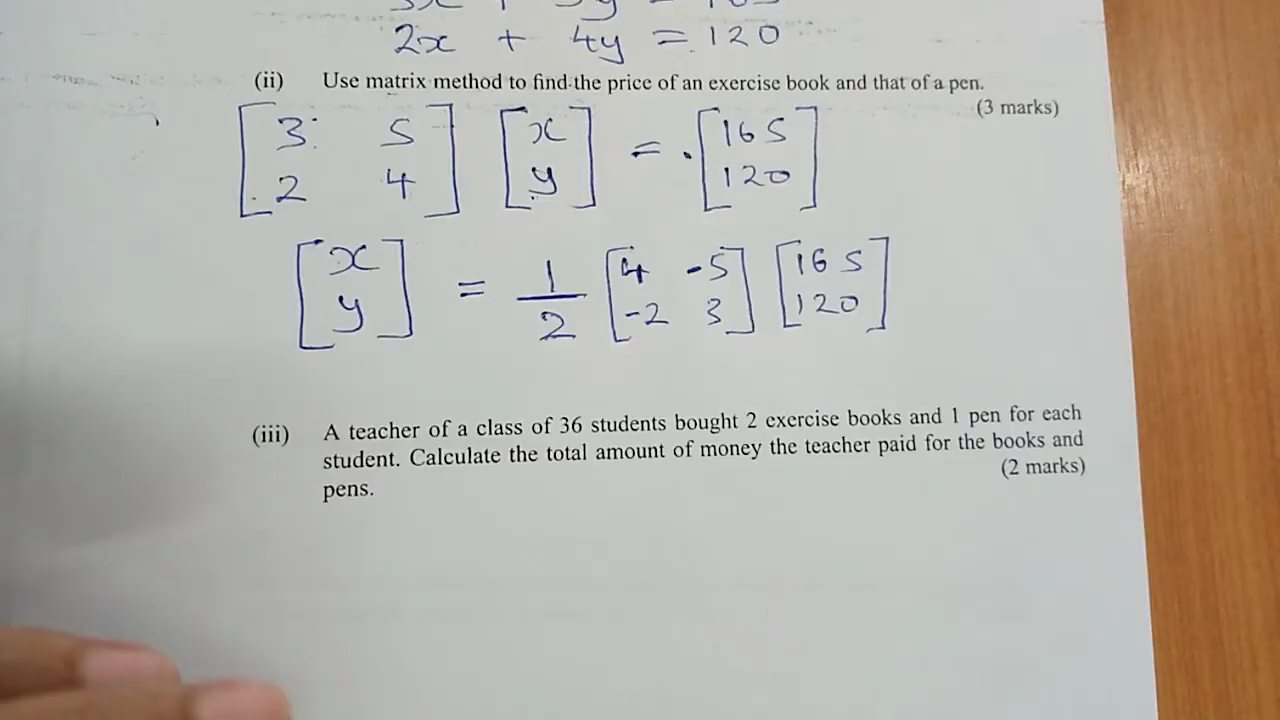 2x + 4y = 120
(ii) Use matrix method to find the price of an exercise book and that of a pen.
(3 marks)
[3 5] [x] = [165]
[2 4] [y] [120]
[x] = 1/2 [4 -5] [165]
[y] [-2 3] [120]
(iii) A teacher of a class of 36 students bought 2 exercise books and 1 pen for each
student. Calculate the total amount of money the teacher paid for the books and
pens. (2 marks)